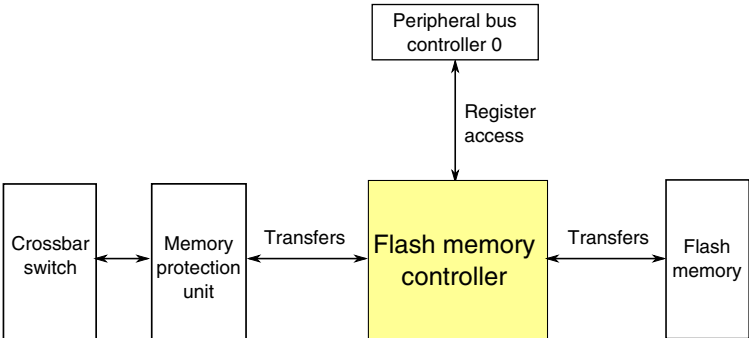 Peripheral bus
controller 0
Register
access
Crossbar
switch
Memory
protection
unit
Transfers
Flash memory
controller
Transfers
Flash
memory